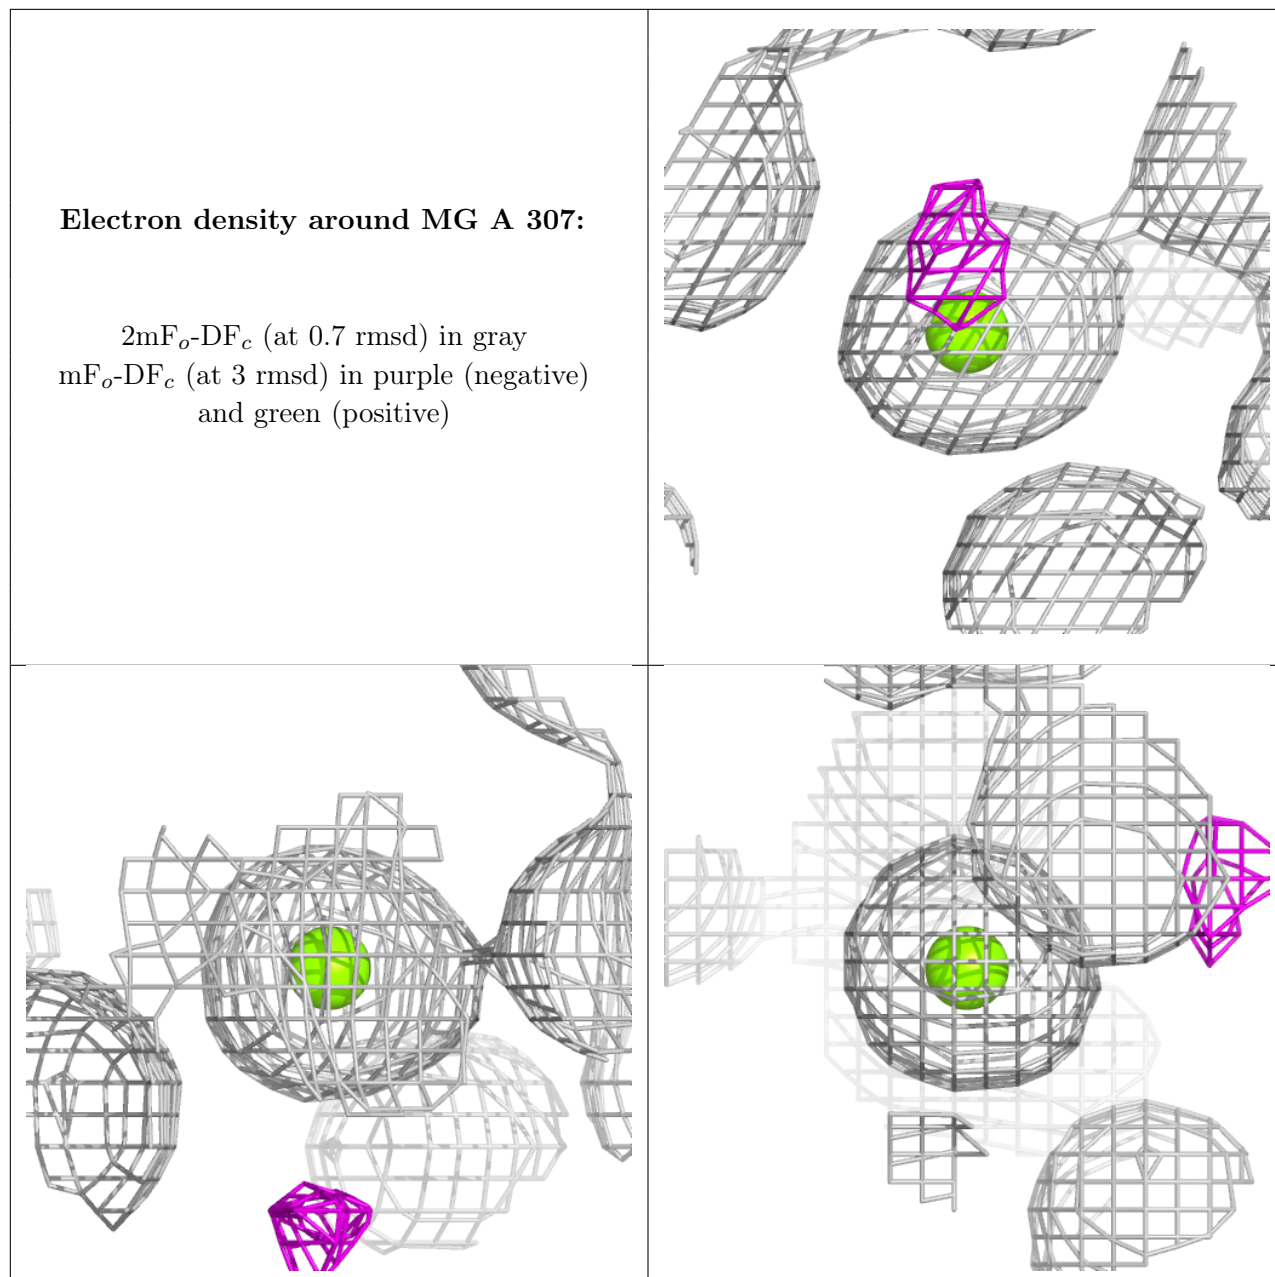 Electron density around MG A 307:
2mFₒ-DF𝒸 (at 0.7 rmsd) in gray
mFₒ-DF𝒸 (at 3 rmsd) in purple (negative)
and green (positive)